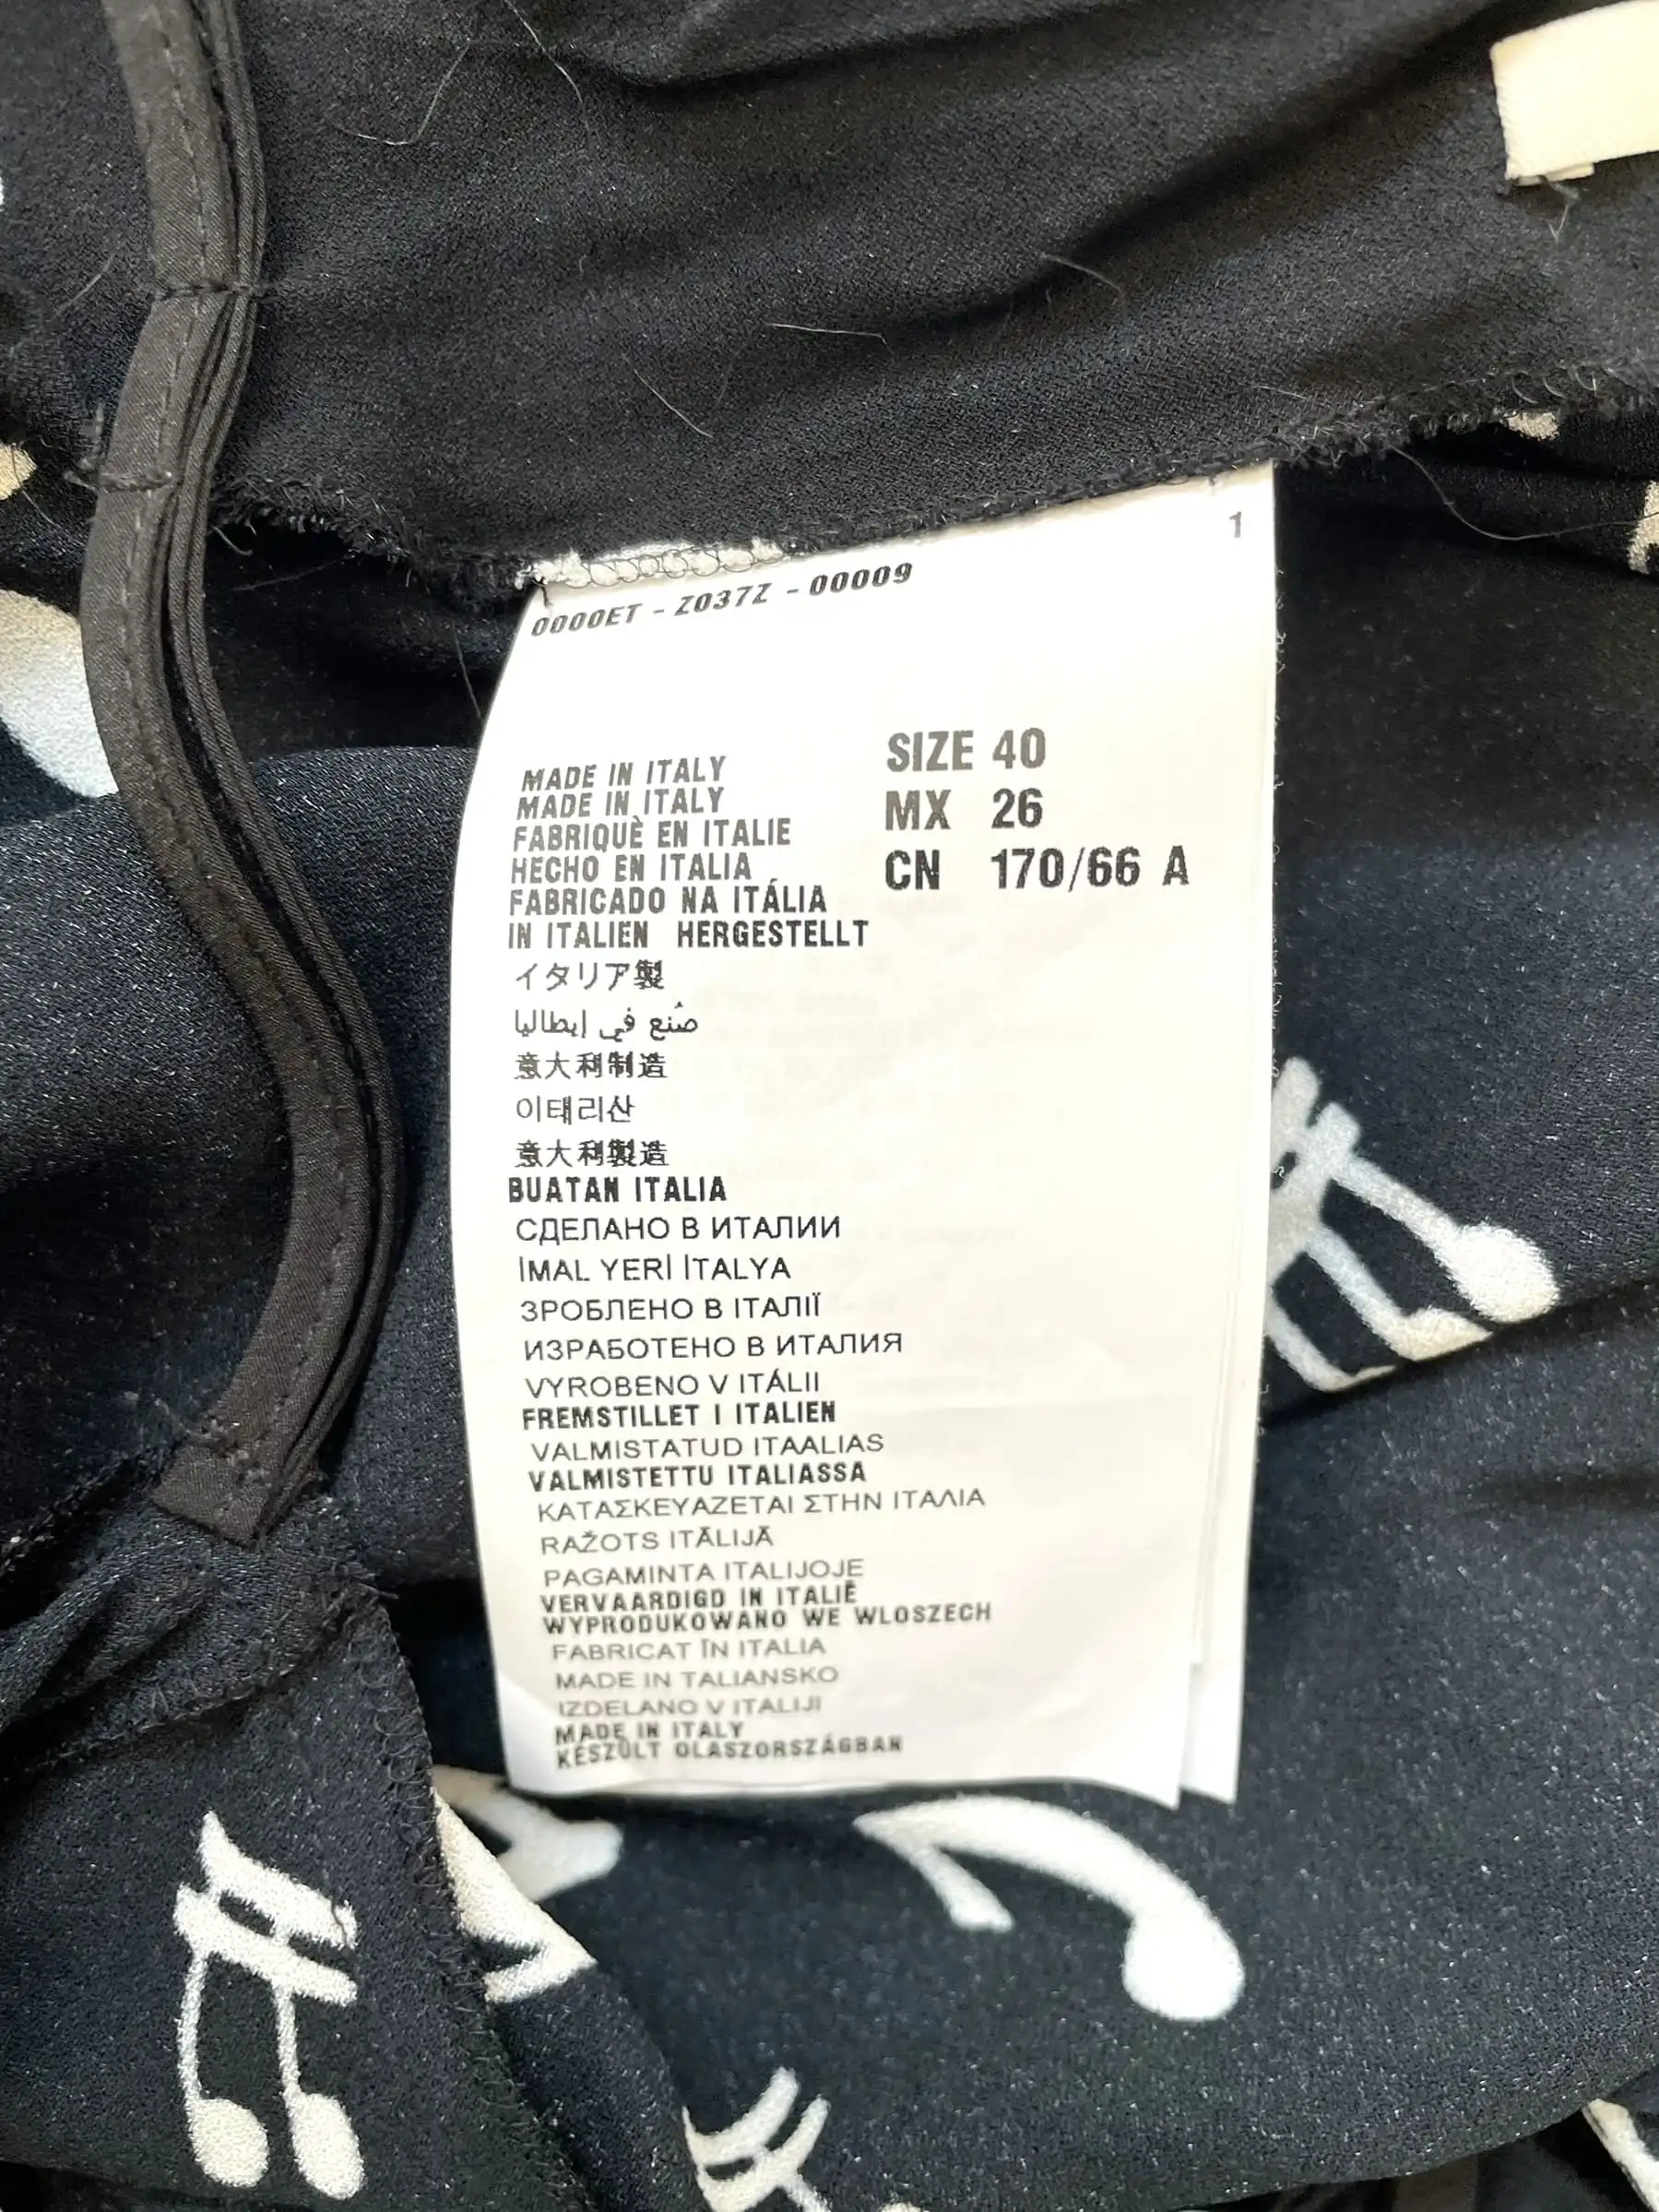 1
0000ET - Z037Z - 00009
SIZE 40
MX 26
CN 170/66 A
MADE IN ITALY
MADE IN ITALY
FABRIQUÈ EN ITALIE
HECHO EN ITALIA
FABRICADO NA ITÁLIA
IN ITALIEN HERGESTELLT
イタリア製
صُنع في إيطاليا
意大利制造
이태리산
意大利製造
BUATAN ITALIA
СДЕЛАНО В ИТАЛИИ
İMAL YERİ İTALYA
ЗРОБЛЕНО В ІТАЛІЇ
ИЗРАБОТЕНО В ИТАЛИЯ
VYROBENO V ITÁLII
FREMSTILLET I ITALIEN
VALMISTATUD ITAALIAS
VALMISTETTU ITALIASSA
ΚΑΤΑΣΚΕΥΑΖΕΤΑΙ ΣΤΗΝ ΙΤΑΛΙΑ
RAŽOTS ITĀLIJĀ
PAGAMINTA ITALIJOJE
VERVAARDIGD IN ITALIË
WYPRODUKOWANO WE WLOSZECH
FABRICAT ÎN ITALIA
MADE IN TALIANSKO
IZDELANO V ITALIJI
MADE IN ITALY
KÉSZÜLT OLASZORSZÁGBAN